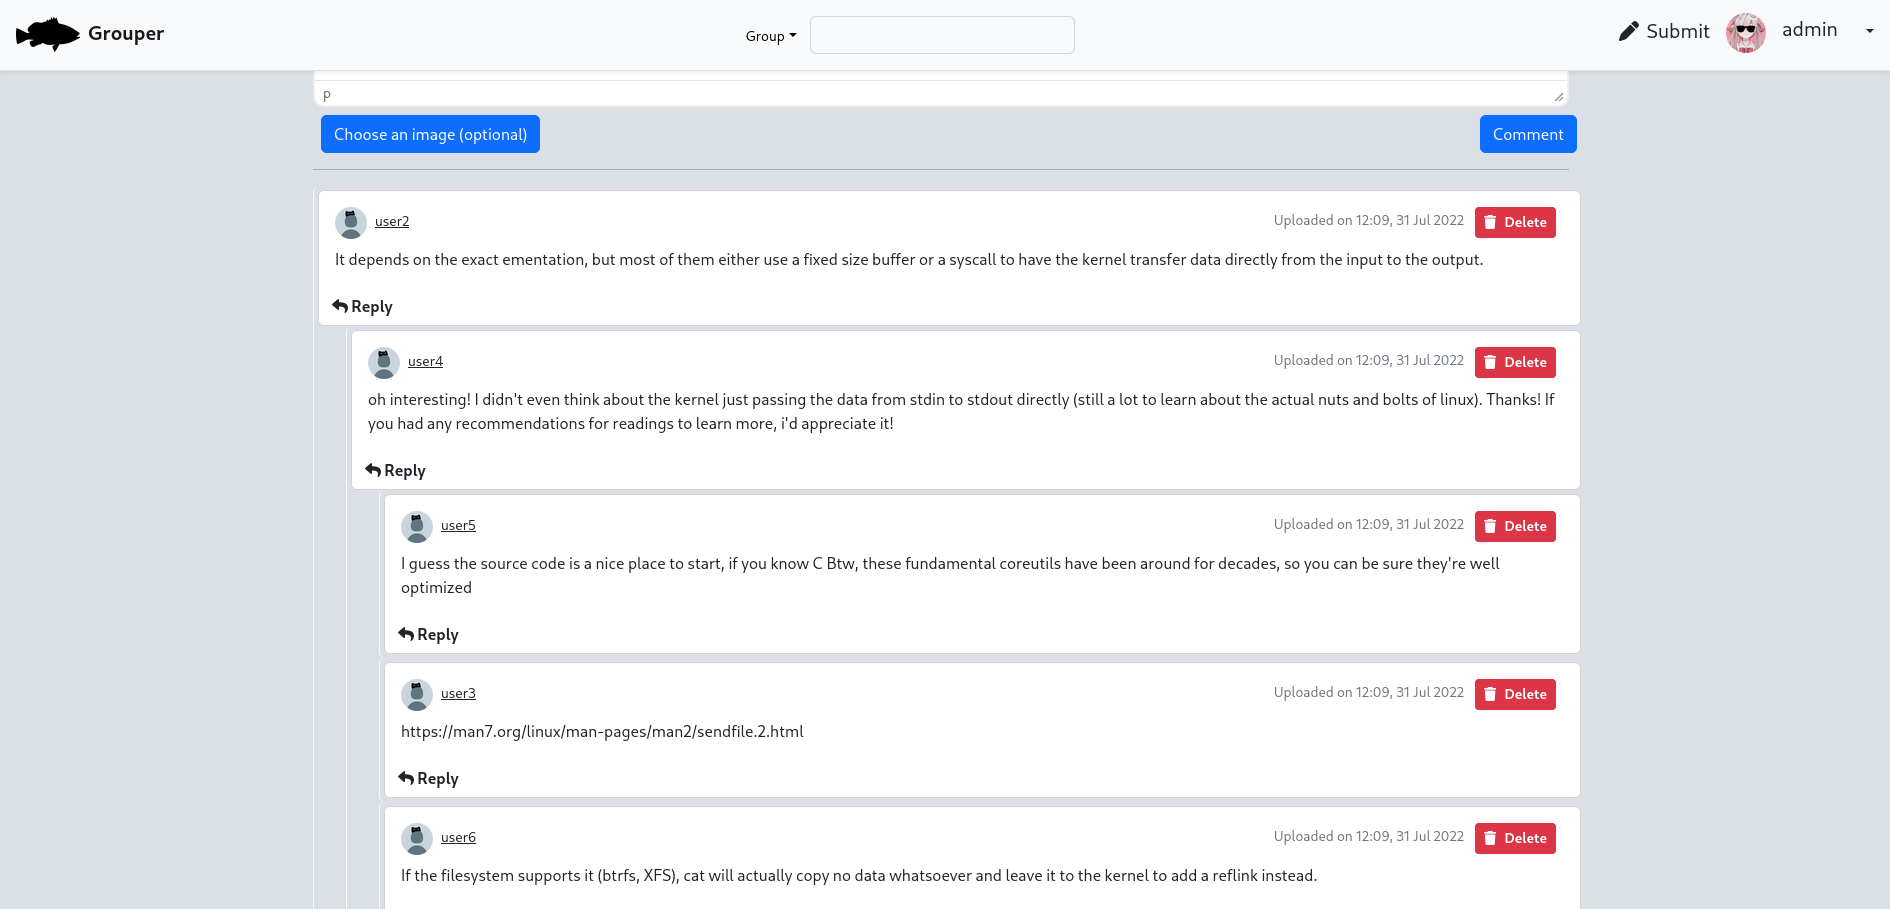 Grouper
Group
Submit
admin
p
Choose an image (optional)
Comment
user2
Uploaded on 12:09, 31 Jul 2022
Delete
It depends on the exact ementation, but most of them either use a fixed size buffer or a syscall to have the kernel transfer data directly from the input to the output.
Reply
user4
Uploaded on 12:09, 31 Jul 2022
Delete
oh interesting! I didn't even think about the kernel just passing the data from stdin to stdout directly (still a lot to learn about the actual nuts and bolts of linux). Thanks! If
you had any recommendations for readings to learn more, i'd appreciate it!
Reply
user5
Uploaded on 12:09, 31 Jul 2022
Delete
I guess the source code is a nice place to start, if you know C Btw, these fundamental coreutils have been around for decades, so you can be sure they're well
optimized
Reply
user3
Uploaded on 12:09, 31 Jul 2022
Delete
https://man7.org/linux/man-pages/man2/sendfile.2.html
Reply
user6
Uploaded on 12:09, 31 Jul 2022
Delete
If the filesystem supports it (btrfs, XFS), cat will actually copy no data whatsoever and leave it to the kernel to add a reflink instead.